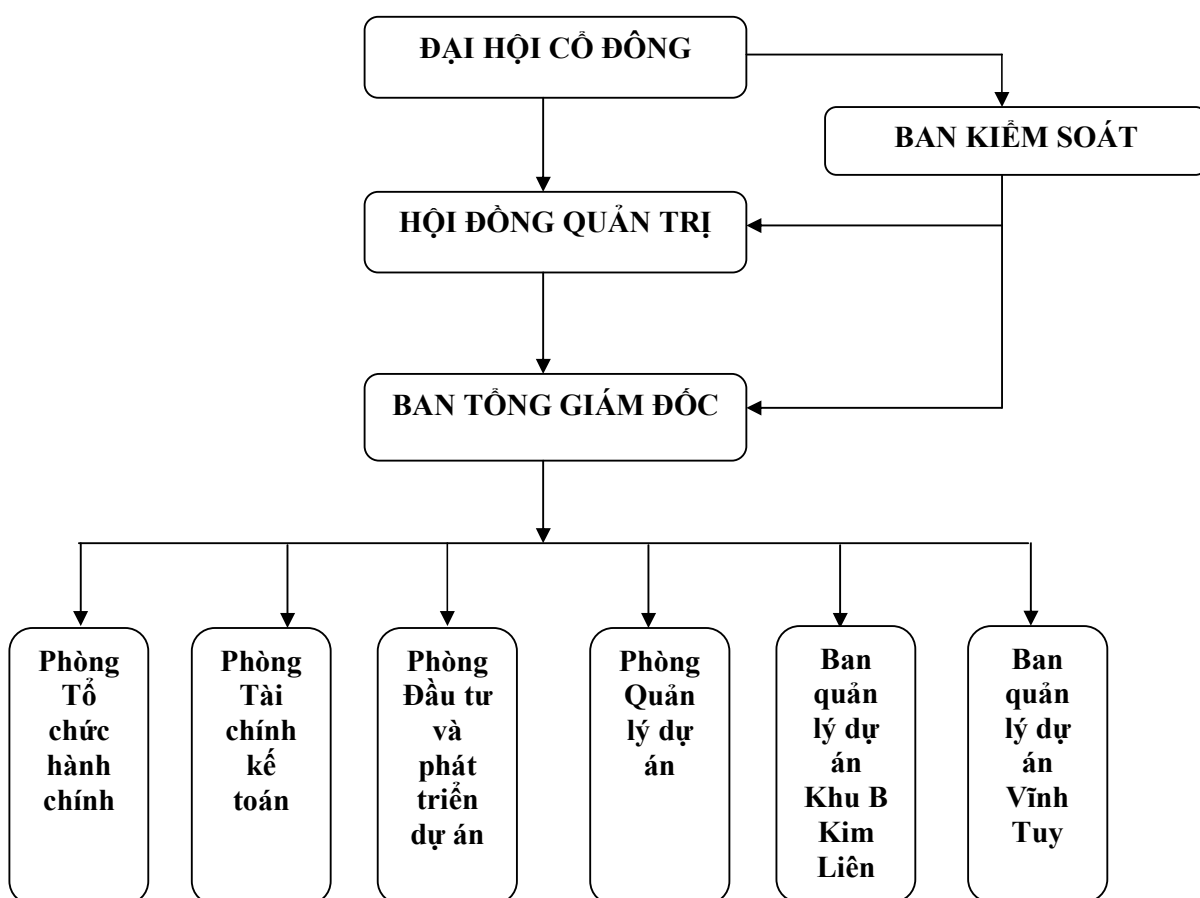 ĐẠI HỘI CỔ ĐÔNG
BAN KIỂM SOÁT
HỘI ĐỒNG QUẢN TRỊ
BAN TỔNG GIÁM ĐỐC
Phòng
Tổ
chức
hành
chính
Phòng
Tài
chính
kế
toán
Phòng
Đầu tư
và
phát
triển
dự án
Phòng
Quản
lý dự
án
Ban
quản
lý dự
án
Khu B
Kim
Liên
Ban
quản
lý dự
án
Vĩnh
Tuy